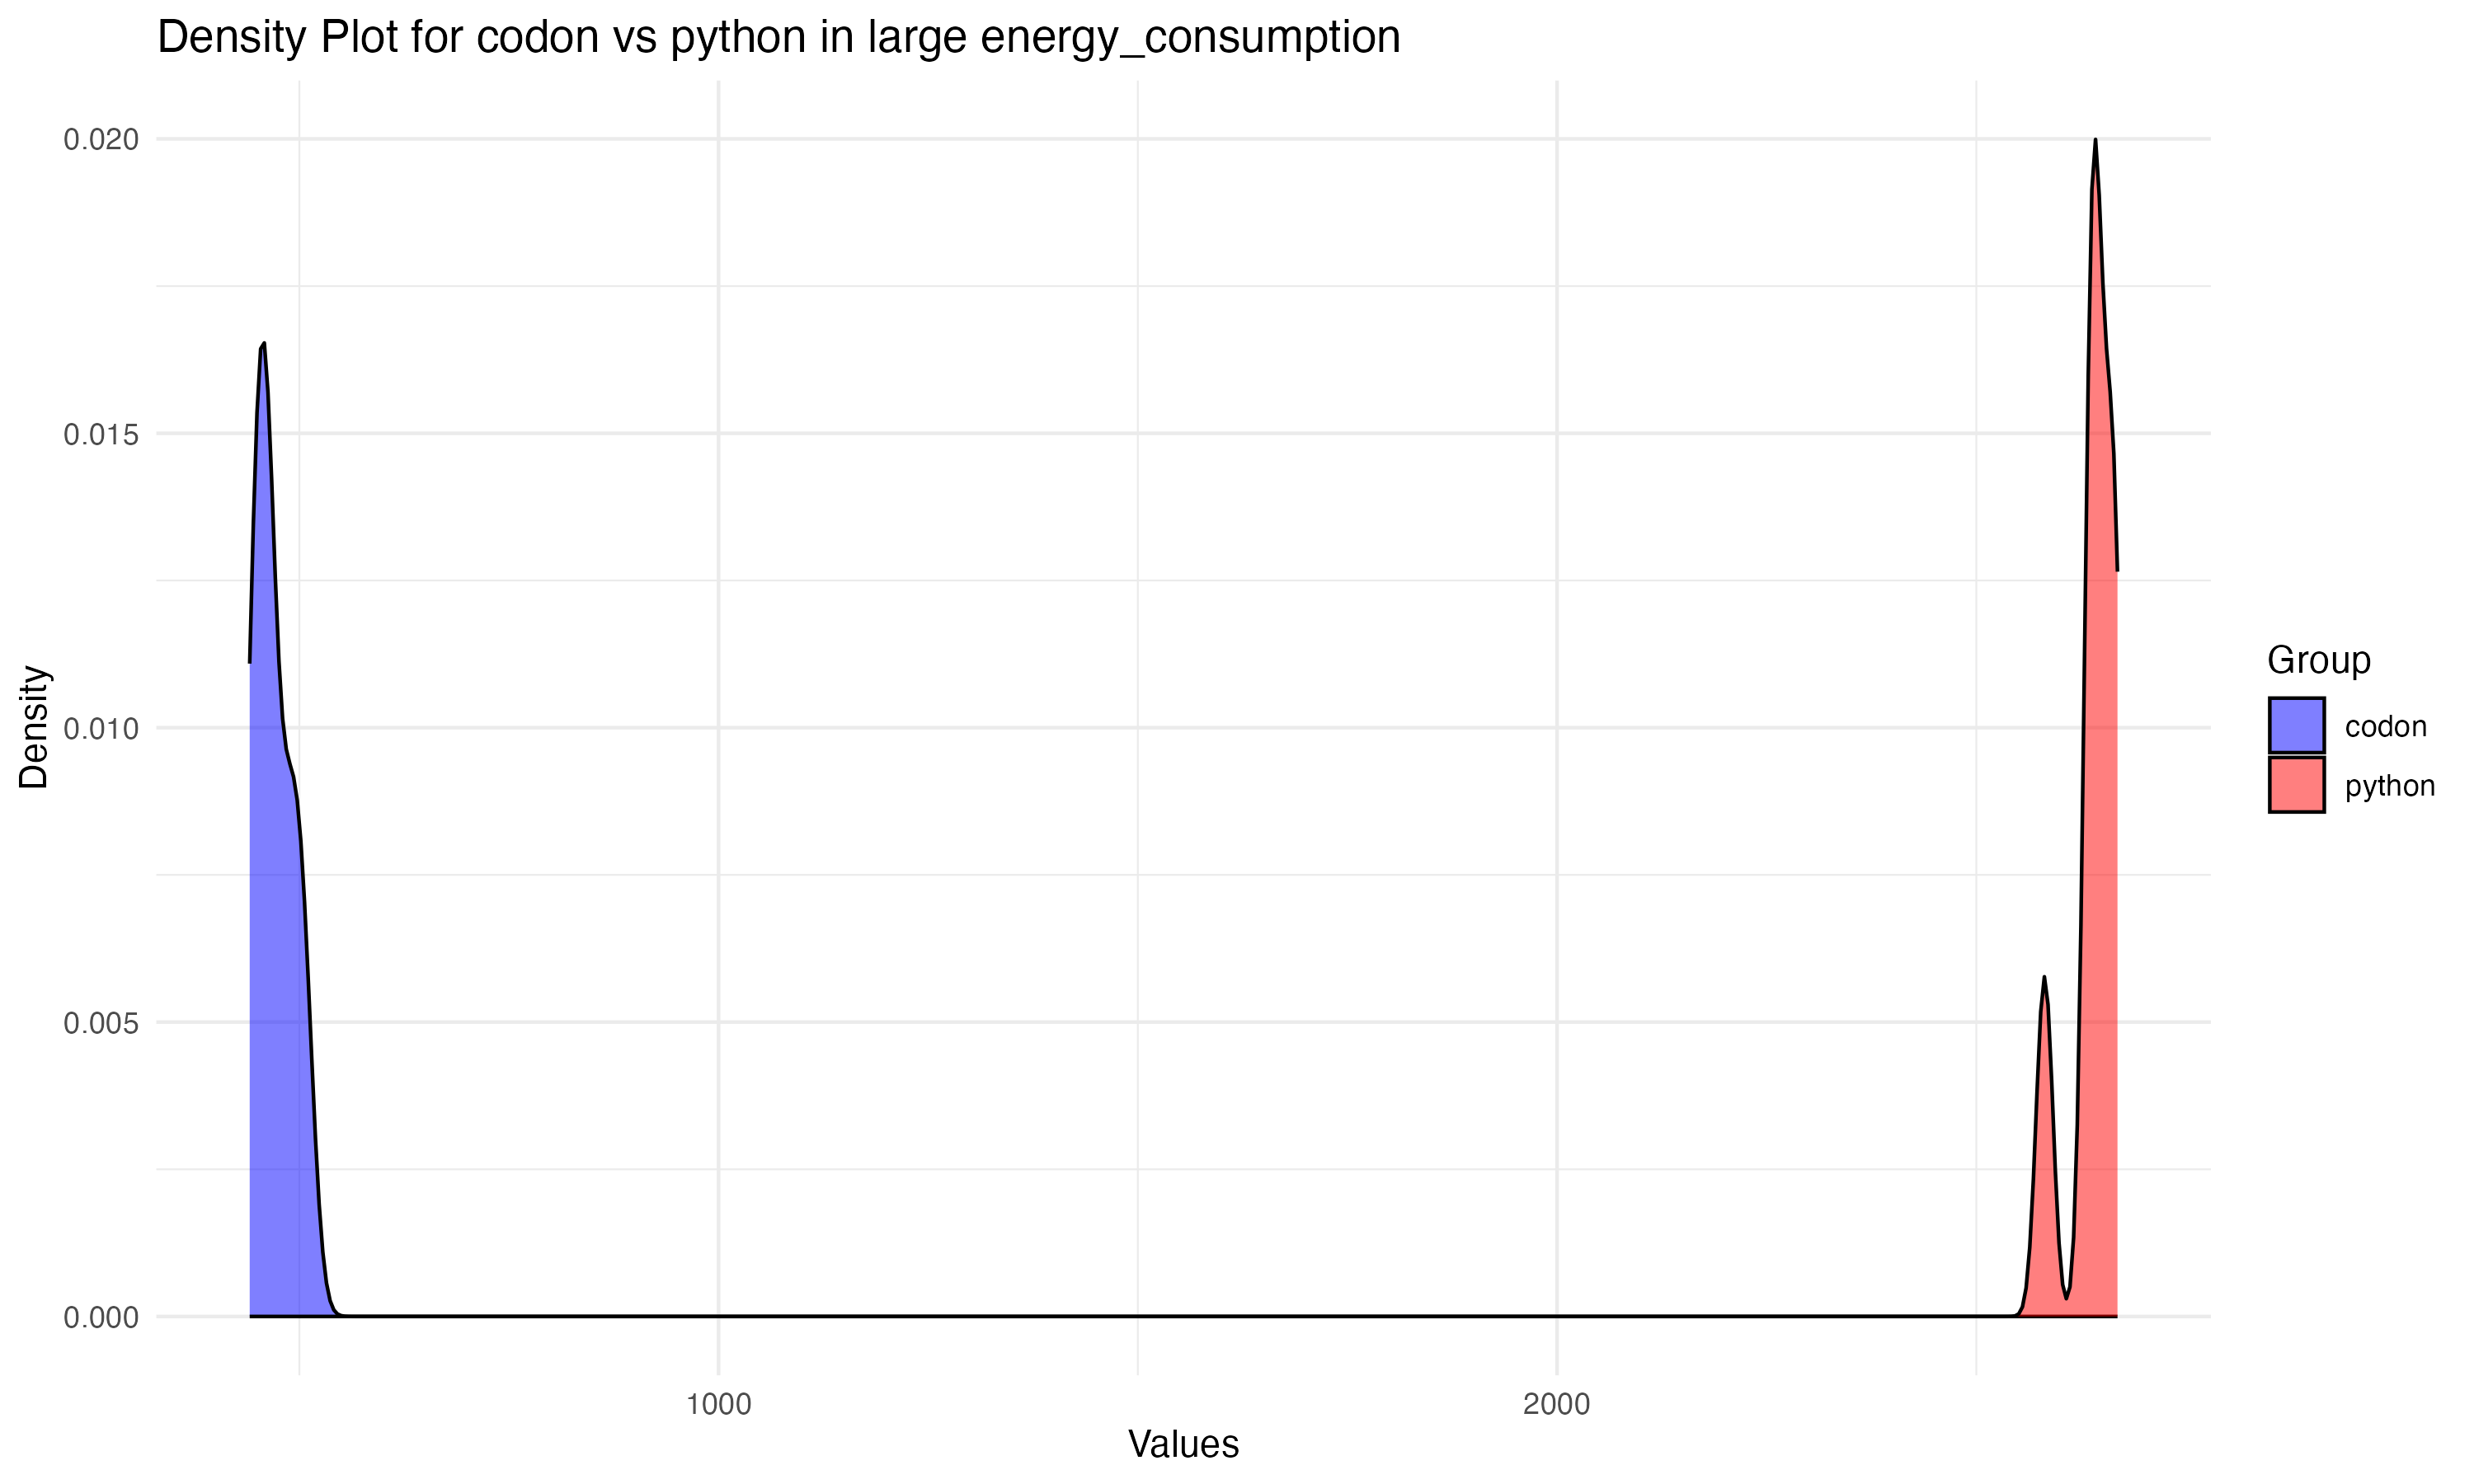 Density Plot for codon vs python in large energy_consumption
0.020
0.015
0.010
0.005
0.000
Density
1000
2000
Values
Group
codon
python